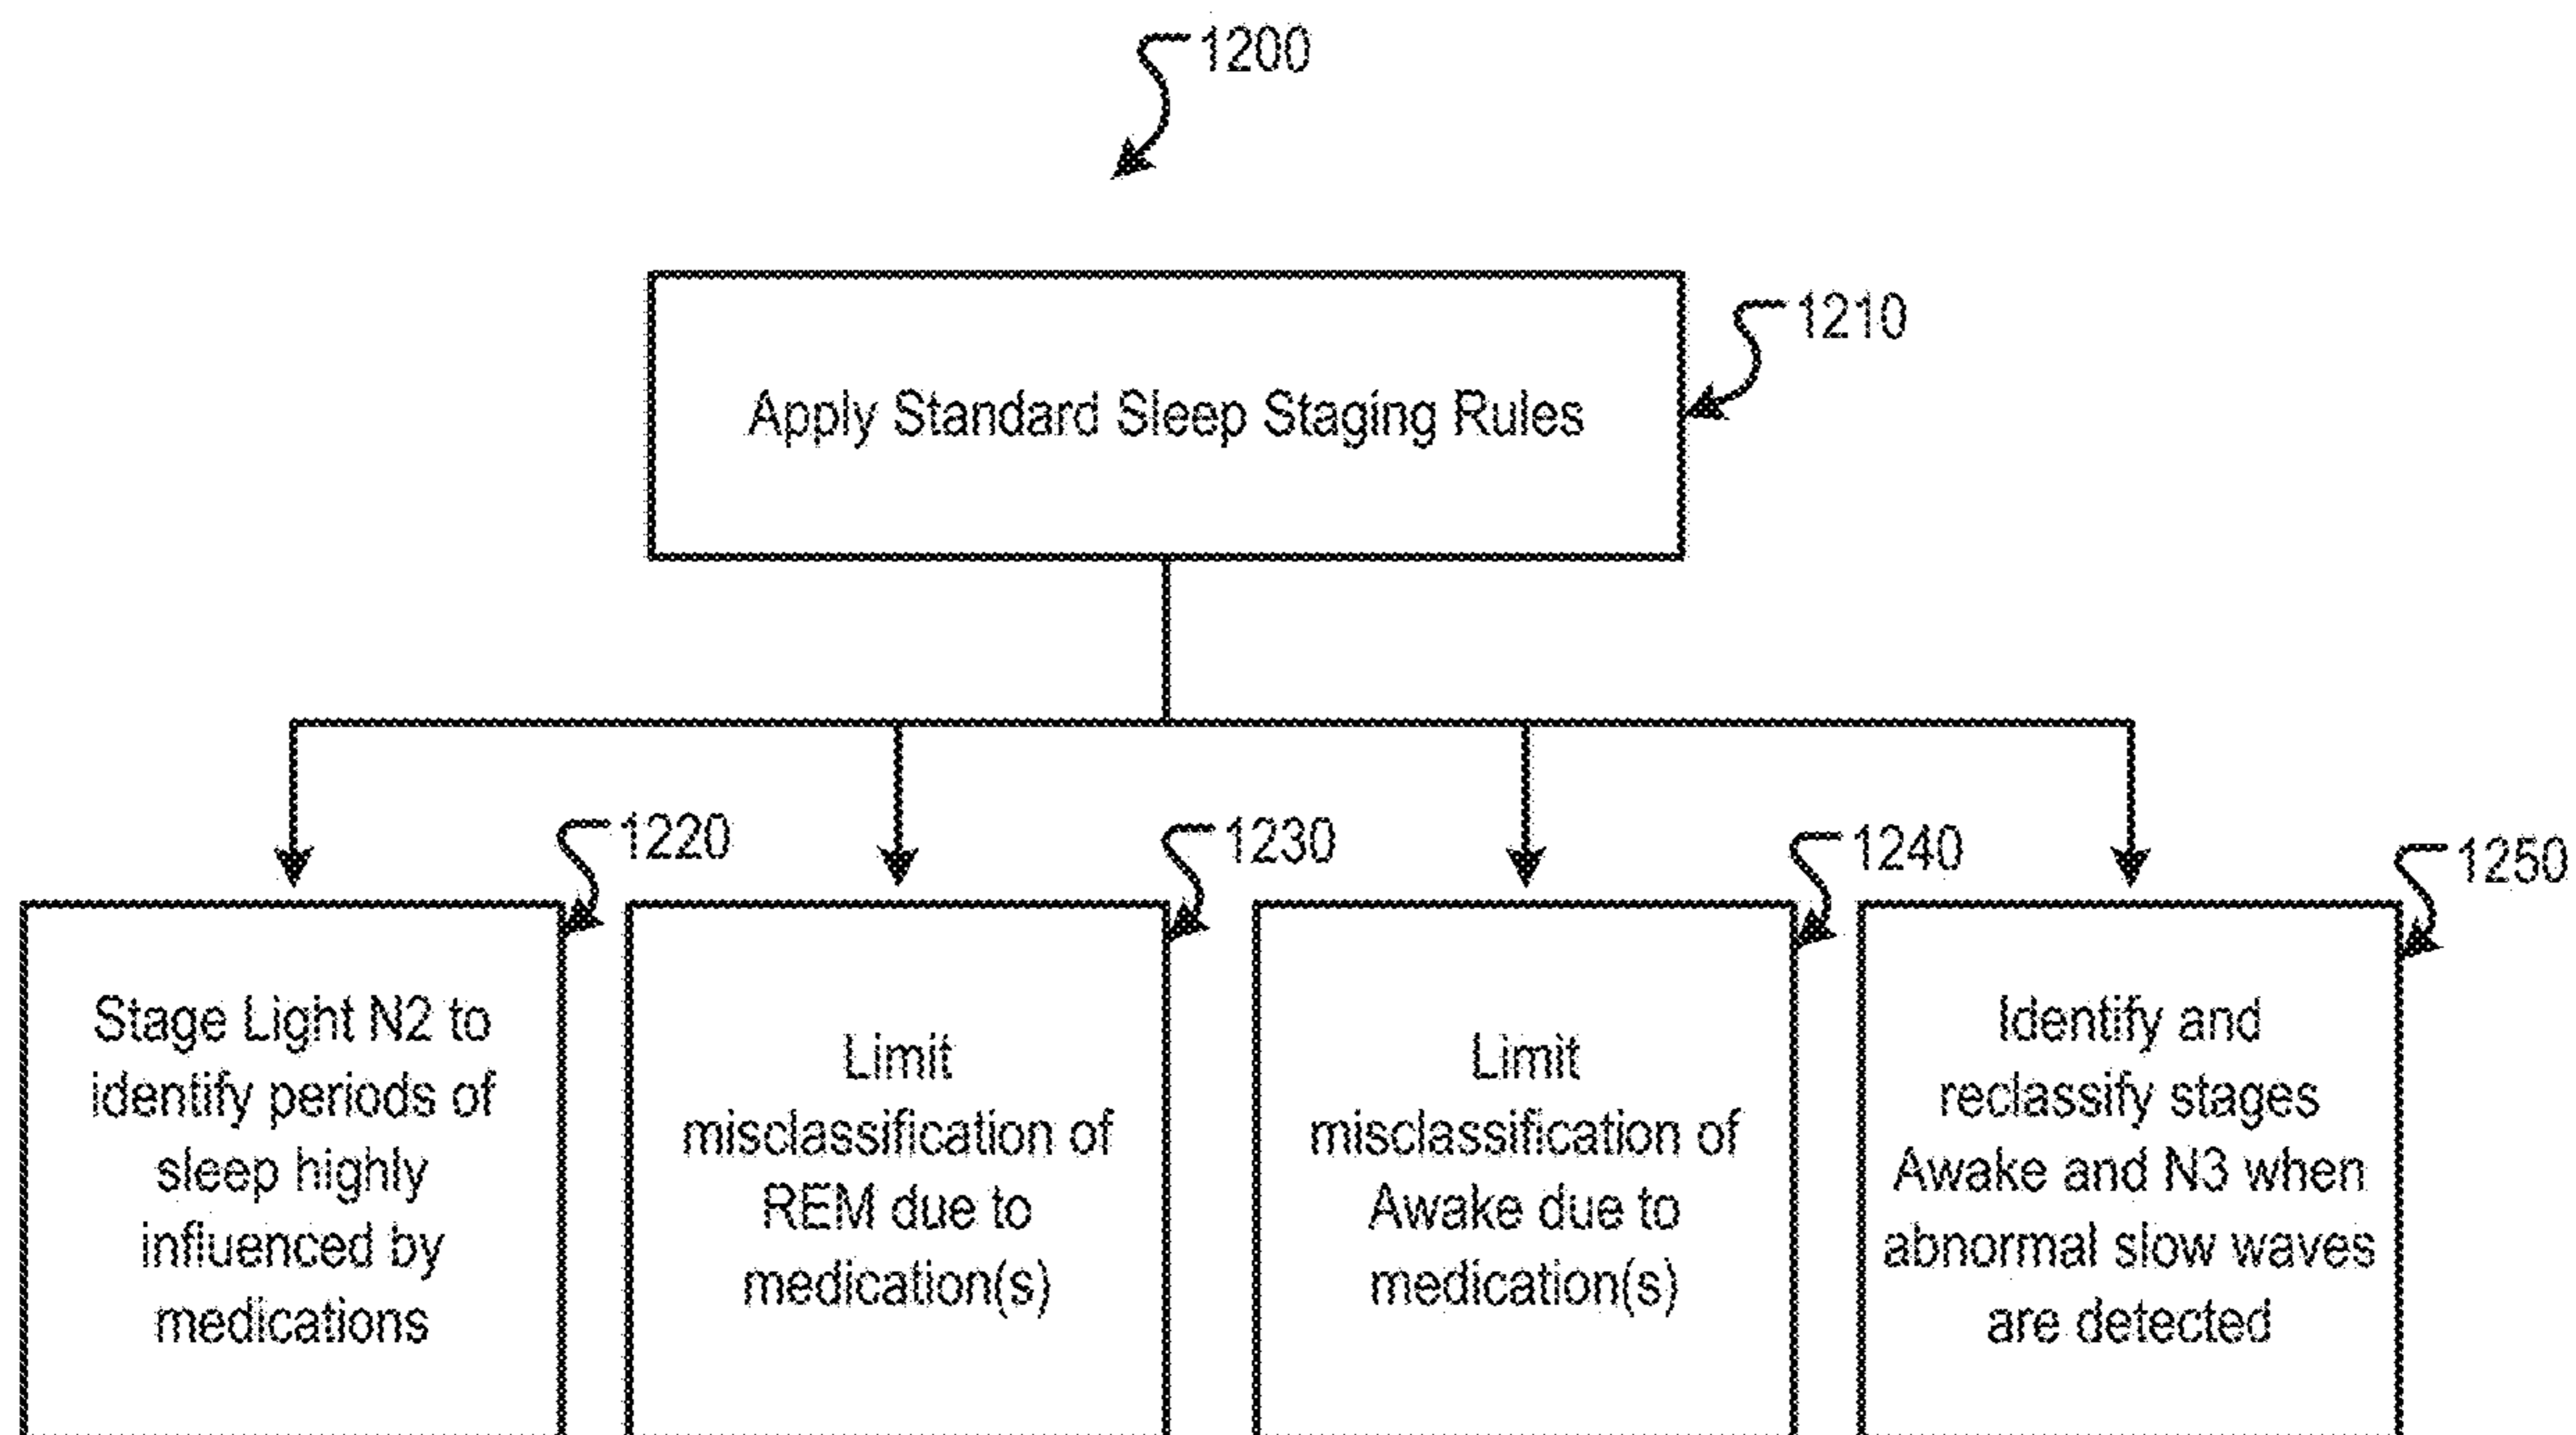 1200
1210
Apply Standard Sleep Staging Rules
1220
1230
1240
1250
Stage Light N2 to
identify periods of
sleep highly
influenced by
medications
Limit
misclassification of
REM due to
medication(s)
Limit
misclassification of
Awake due to
medication(s)
Identify and
reclassify stages
Awake and N3 when
abnormal slow waves
are detected